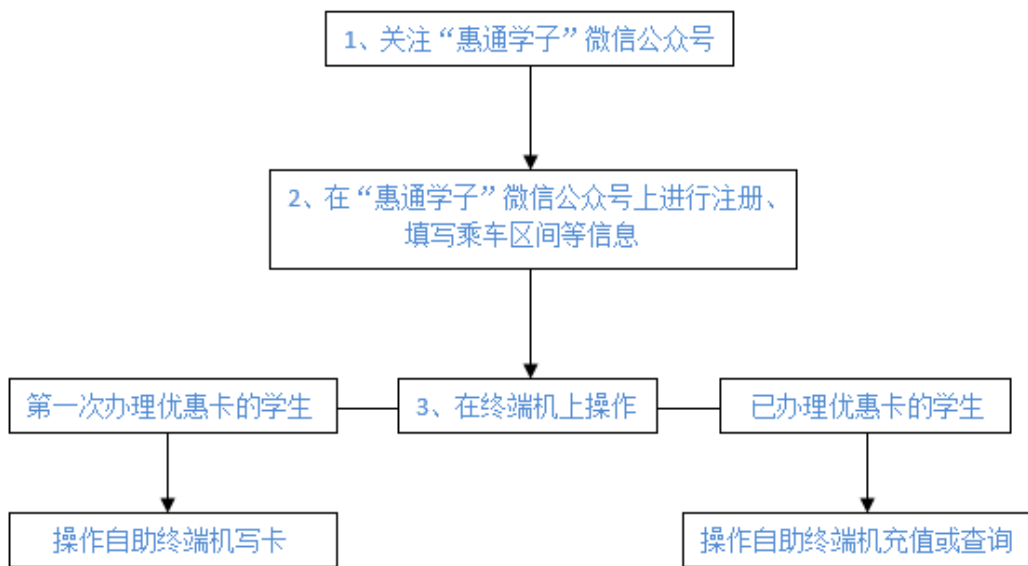 1、关注“惠通学子”微信公众号
2、在“惠通学子”微信公众号上进行注册、
填写乘车区间等信息
第一次办理优惠卡的学生
3、在终端机上操作
已办理优惠卡的学生
操作自助终端机写卡
操作自助终端机充值或查询